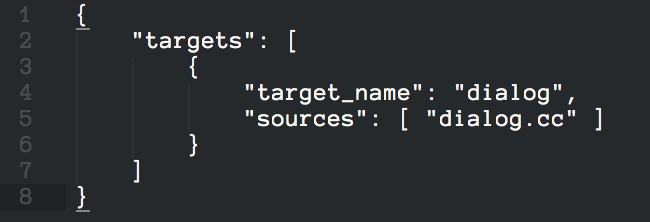 1 {
2     "targets": [
3         {
4             "target_name": "dialog",
5             "sources": [ "dialog.cc" ]
6         }
7     ]
8 }